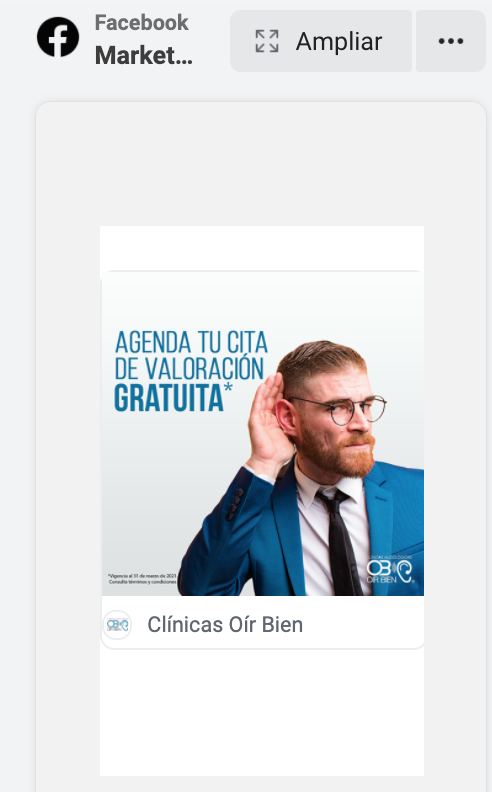 Facebook
Market...
Ampliar
AGENDA TU CITA
DE VALORACIÓN
GRATUITA*
*Vigencia al 31 de marzo de 2021
Consulta términos y condiciones
OB
OÍR BIEN
Clínicas Oír Bien